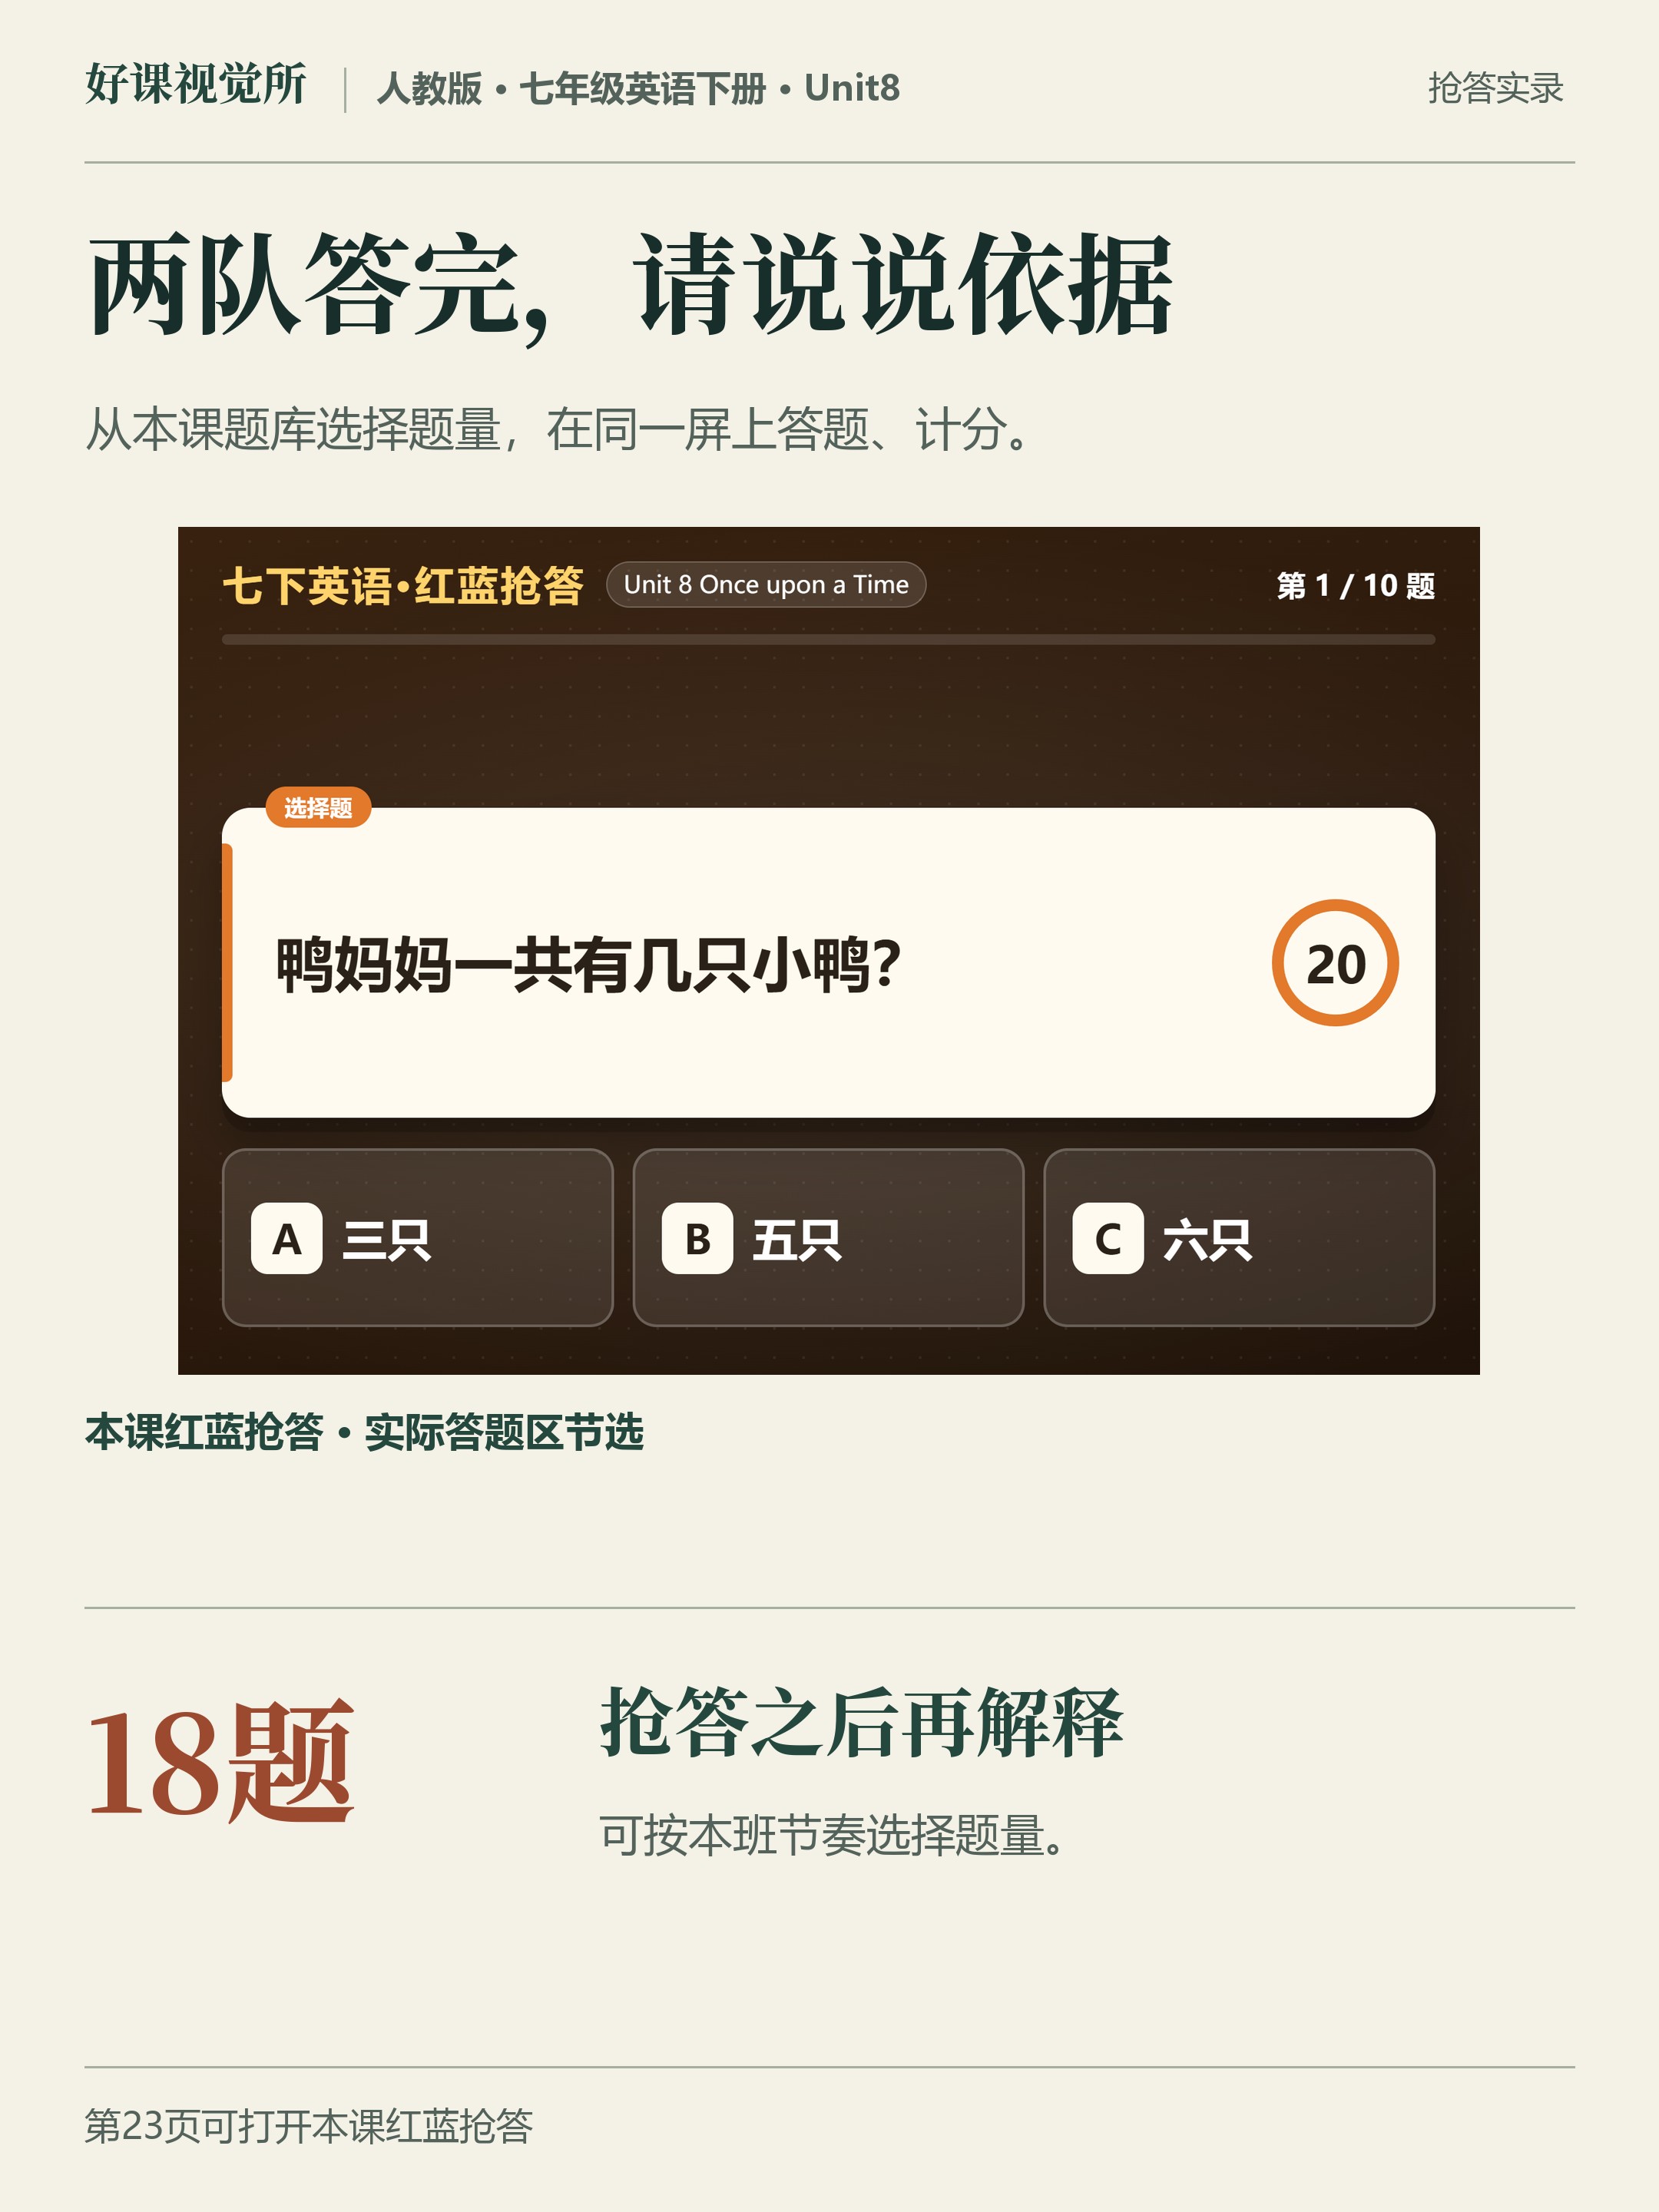 好课视觉所
人教版·七年级英语下册·Unit8
抢答实录
两队答完，请说说依据
从本课题库选择题量，在同一屏上答题、计分。
七下英语·红蓝抢答
Unit 8 Once upon a Time
第 1 / 10 题
选择题
鸭妈妈一共有几只小鸭？
20
A 三只
B 五只
C 六只
本课红蓝抢答·实际答题区节选
18题
抢答之后再解释
可按本班节奏选择题量。
第23页可打开本课红蓝抢答